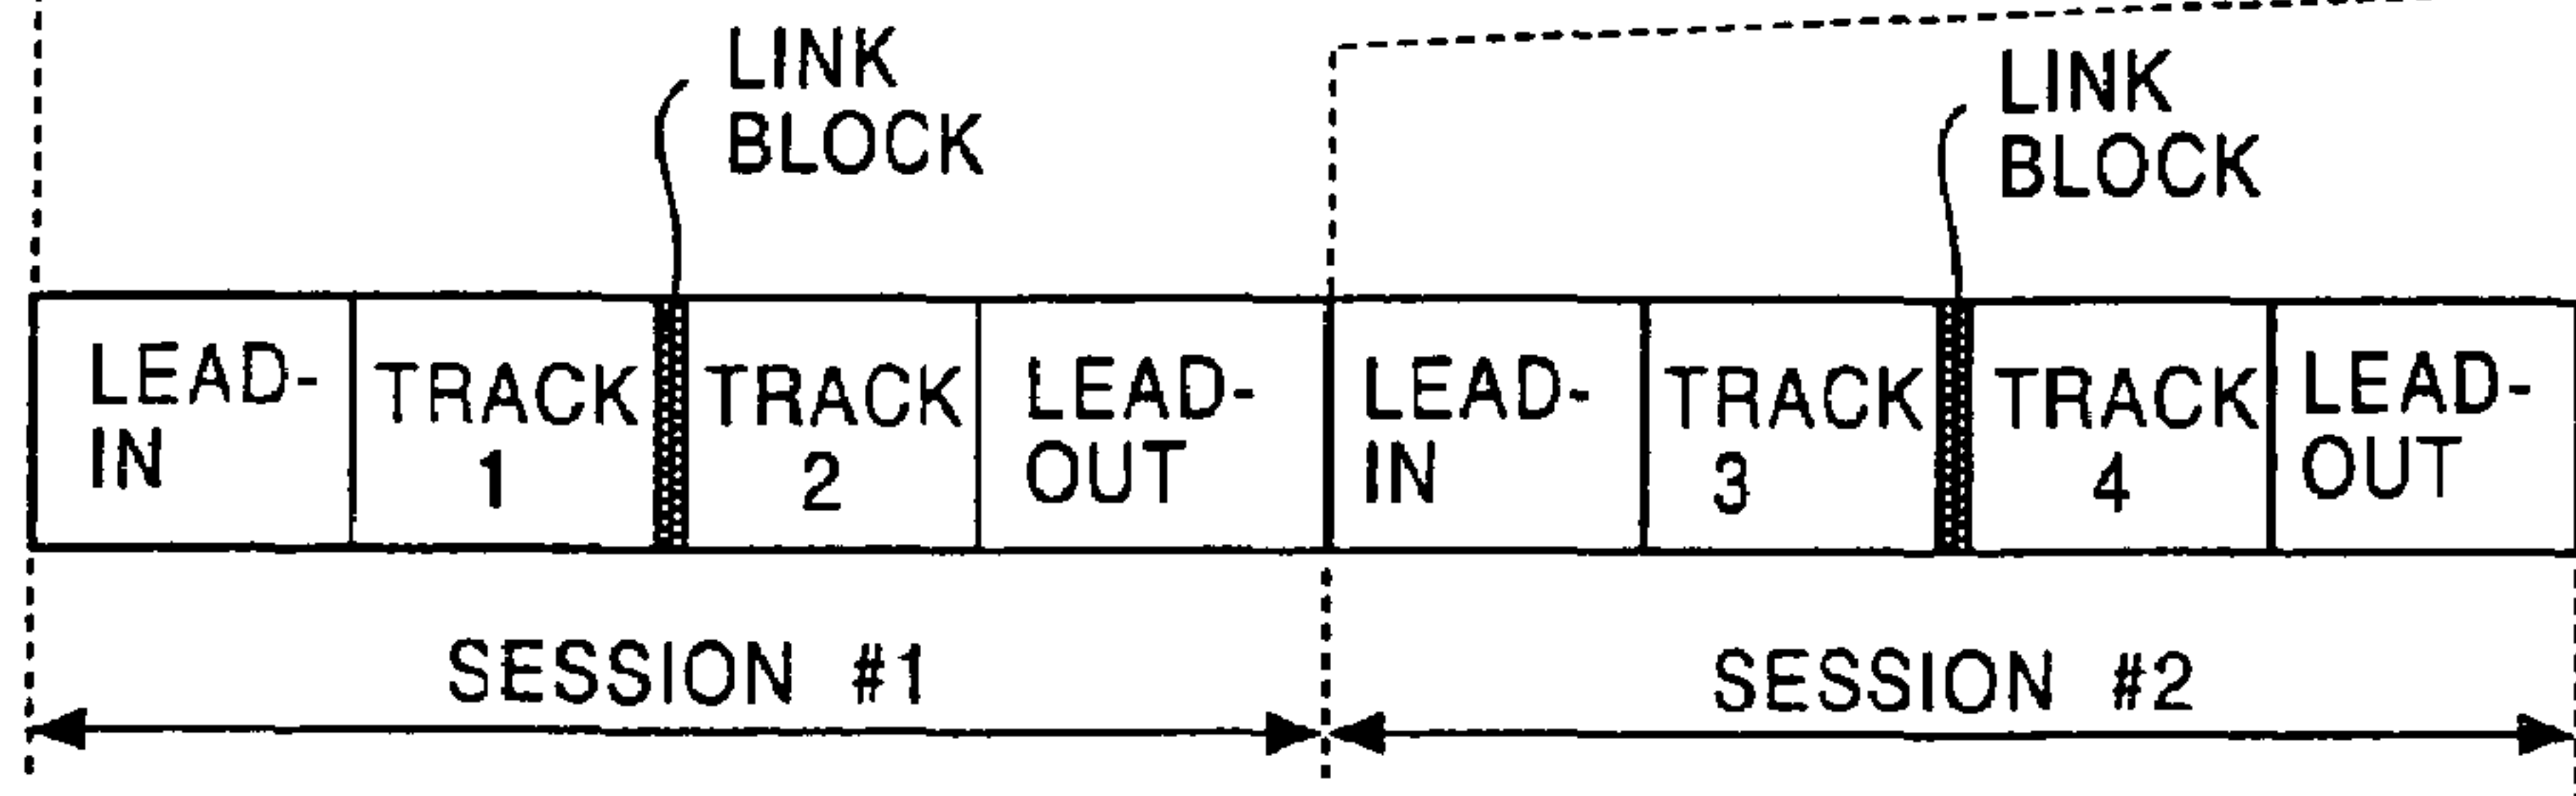 LINK
BLOCK
LINK
BLOCK
LEAD-
IN
TRACK
1
TRACK
2
LEAD-
OUT
LEAD-
IN
TRACK
3
TRACK
4
LEAD-
OUT
SESSION #1
SESSION #2